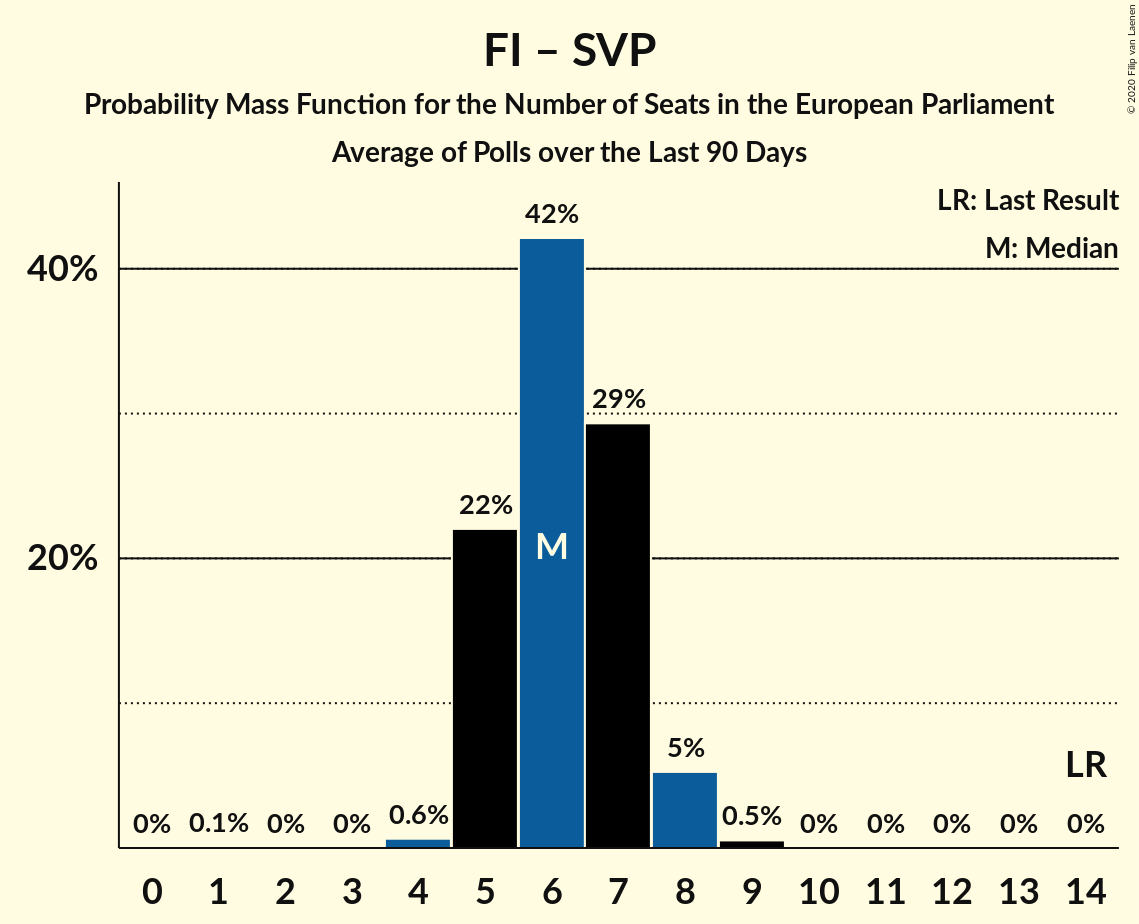 FI – SVP
Probability Mass Function for the Number of Seats in the European Parliament
Average of Polls over the Last 90 Days
© 2020 Filip van Laenen
LR: Last Result
M: Median
40%
20%
42%
29%
22%
M
5%
LR
0% 0.1% 0% 0% 0.6% 0.5% 0% 0% 0% 0% 0%
0 1 2 3 4 5 6 7 8 9 10 11 12 13 14